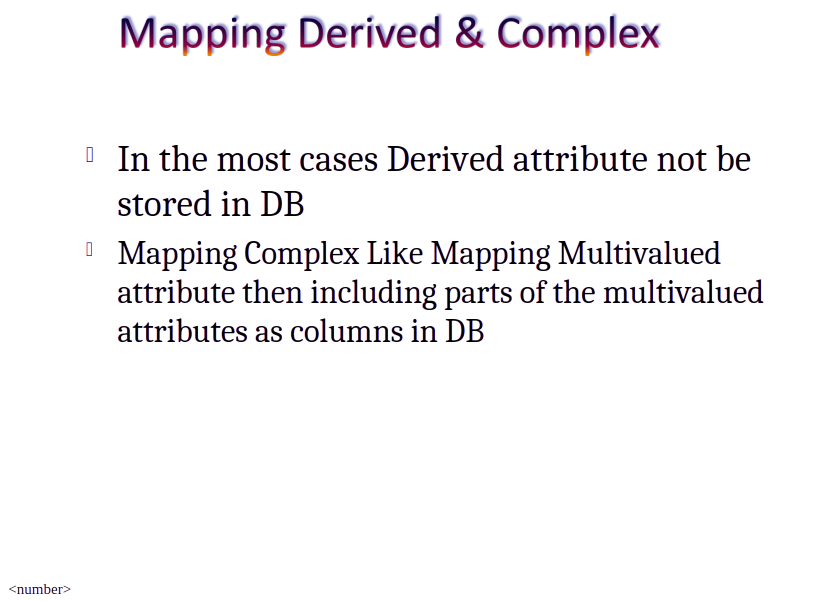 Mapping Derived & Complex
In the most cases Derived attribute not be
stored in DB
Mapping Complex Like Mapping Multivalued
attribute then including parts of the multivalued
attributes as columns in DB
<number>